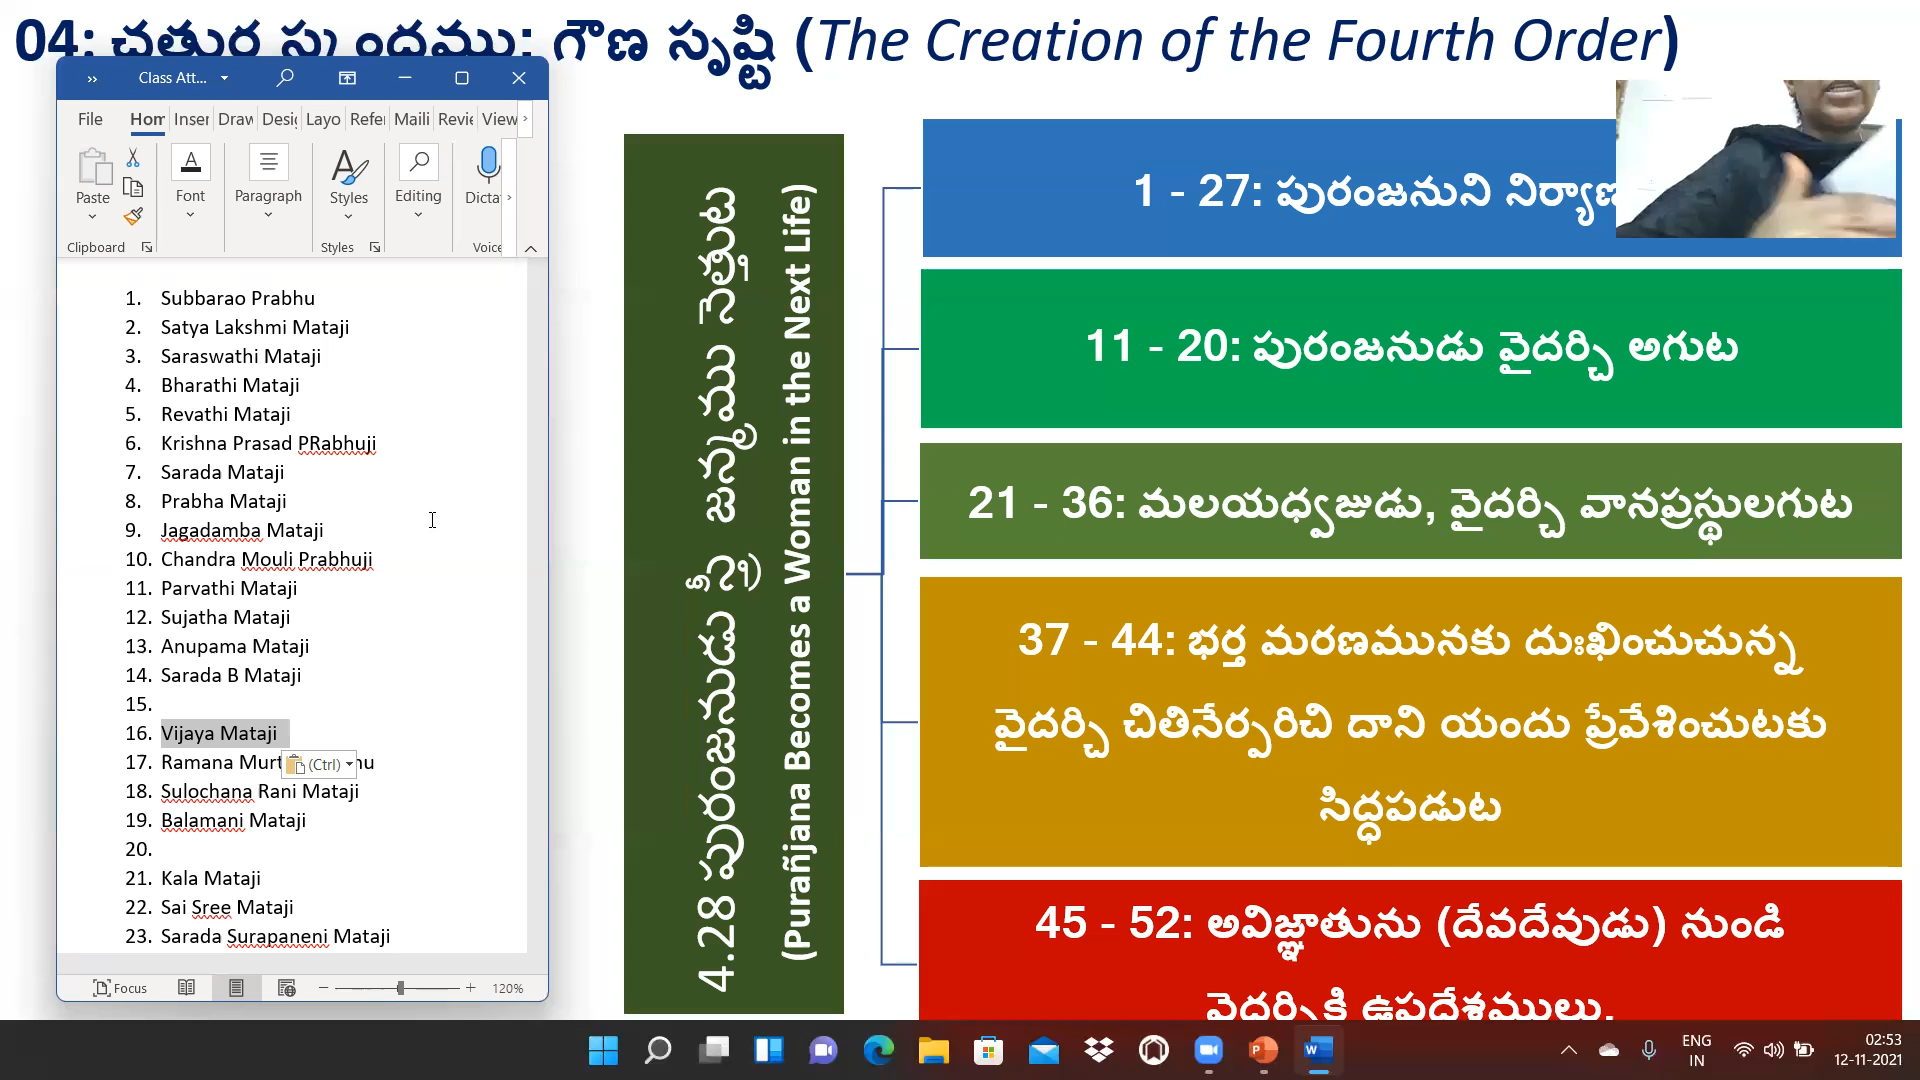 04: చతుర స్కందము: గౌణ సృష్టి (The Creation of the Fourth Order)
Class Att...
File Hom Inser Draw Desi Layo Refer Maili Revie View
Paste Font Paragraph Styles Editing Dicta
Clipboard Styles Voice
1. Subbarao Prabhu
2. Satya Lakshmi Mataji
3. Saraswathi Mataji
4. Bharathi Mataji
5. Revathi Mataji
6. Krishna Prasad PRabhuji
7. Sarada Mataji
8. Prabha Mataji
9. Jagadamba Mataji
10. Chandra Mouli Prabhuji
11. Parvathi Mataji
12. Sujatha Mataji
13. Anupama Mataji
14. Sarada B Mataji
15.
16. Vijaya Mataji
17. Ramana Murt (Ctrl) hu
18. Sulochana Rani Mataji
19. Balamani Mataji
20.
21. Kala Mataji
22. Sai Sree Mataji
23. Sarada Surapaneni Mataji
Focus 120%
4.28 పురంజనుడు స్త్రీ జన్మము నెత్తుట
(Purañjana Becomes a Woman in the Next Life)
1 - 27: పురంజనుని నిర్యాణ
11 - 20: పురంజనుడు వైదర్భి అగుట
21 - 36: మలయధ్వజుడు, వైదర్భి వానప్రస్థులగుట
37 - 44: భర్త మరణమునకు దుఃఖించుచున్న
వైదర్భి చితినేర్పరిచి దాని యందు ప్రవేశించుటకు
సిద్ధపడుట
45 - 52: అవిజ్ఞాతును (దేవదేవుడు) నుండి
వైదర్భికి ఉపదేశములు.
ENG
IN
02:53
12-11-2021